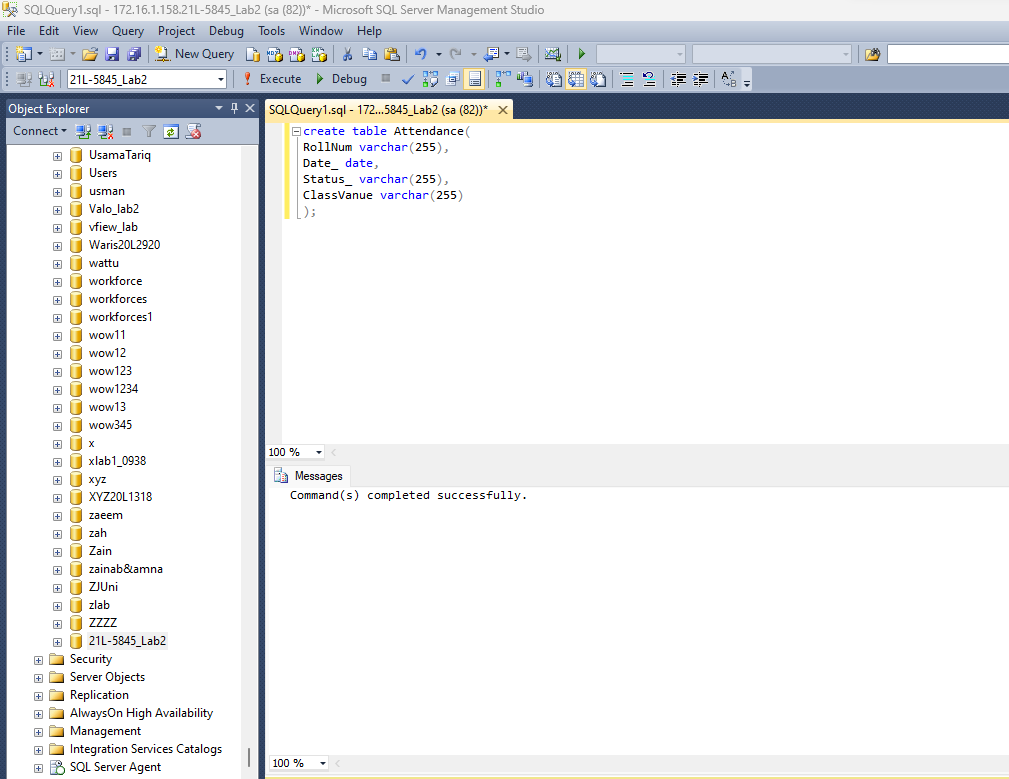 SQLQuery1.sql - 172.16.1.158.21L-5845_Lab2 (sa (82))* - Microsoft SQL Server Management Studio
File Edit View Query Project Debug Tools Window Help
New Query
21L-5845_Lab2 Execute Debug
Object Explorer
Connect
UsamaTariq
Users
usman
Valo_lab2
vfiew_lab
Waris20L2920
wattu
workforce
workforces
workforces1
wow11
wow12
wow123
wow1234
wow13
wow345
x
xlab1_0938
xyz
XYZ20L1318
zaeem
zah
Zain
zainab&amna
ZJUni
zlab
ZZZZ
21L-5845_Lab2
Security
Server Objects
Replication
AlwaysOn High Availability
Management
Integration Services Catalogs
SQL Server Agent
SQLQuery1.sql - 172...5845_Lab2 (sa (82))*
create table Attendance(
RollNum varchar(255),
Date_ date,
Status_ varchar(255),
ClassVanue varchar(255)
);
100 %
Messages
Command(s) completed successfully.
100 %